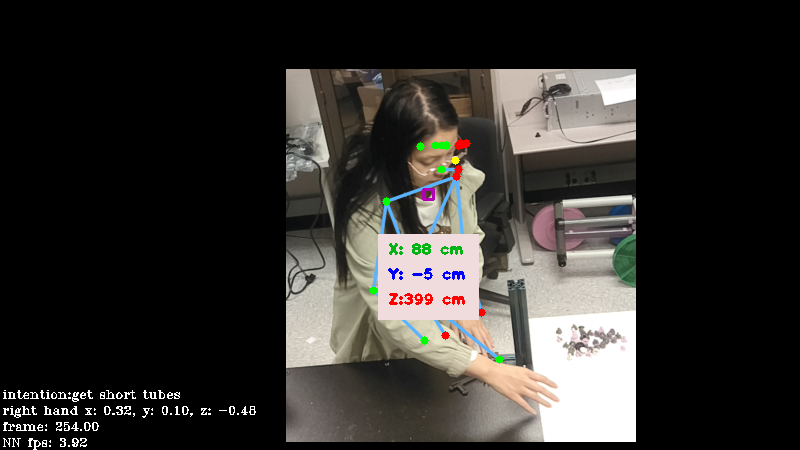 X: 88 cm
Y: -5 cm
Z:399 cm
intention:get short tubes
right hand x: 0.32, y: 0.10, z: -0.48
frame: 254.00
NN fps: 3.92